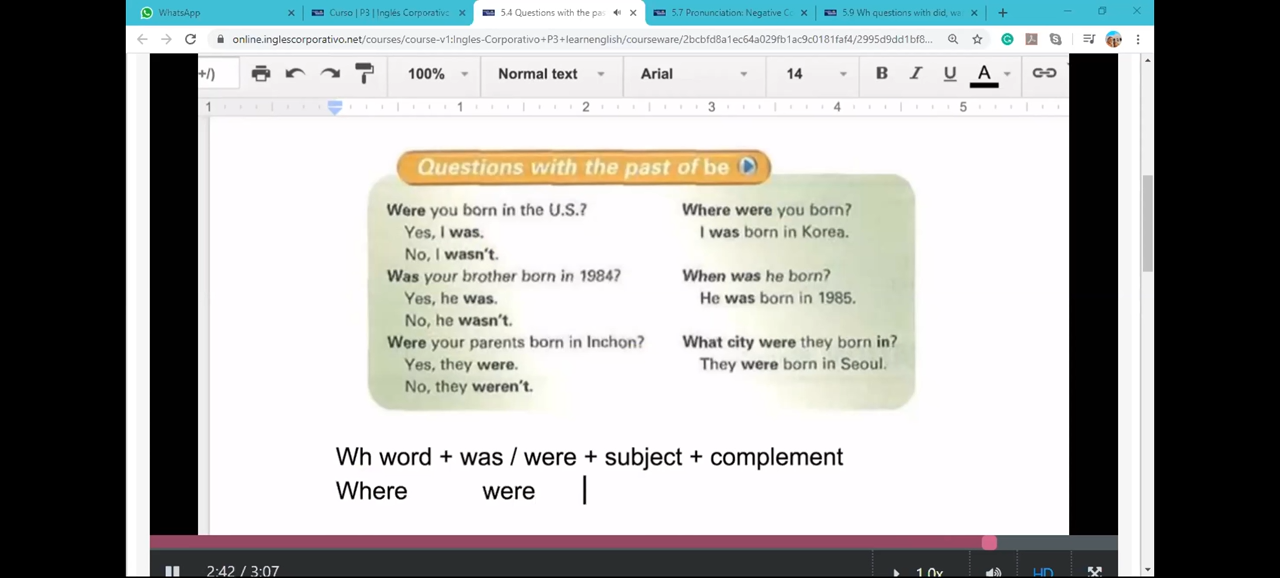 WhatsApp
Curso | P3 | Inglés Corporativo
5.4 Questions with the pas
5.7 Pronunciation: Negative Co
5.9 Wh questions with did, wa
online.inglescorporativo.net/courses/course-v1:Ingles-Corporativo+P3+learnenglish/courseware/2bcbfd8a1ec64a029fb1ac9c0181faf4/2995d9dd1bf8...
+/) 100% Normal text Arial 14 B I U A
1 1 2 3 4 5
Questions with the past of be
Were you born in the U.S.?
Yes, I was.
No, I wasn't.
Was your brother born in 1984?
Yes, he was.
No, he wasn't.
Were your parents born in Inchon?
Yes, they were.
No, they weren't.
Where were you born?
I was born in Korea.
When was he born?
He was born in 1985.
What city were they born in?
They were born in Seoul.
Wh word + was / were + subject + complement
Where were
2:42 / 3:07 1.0x HD